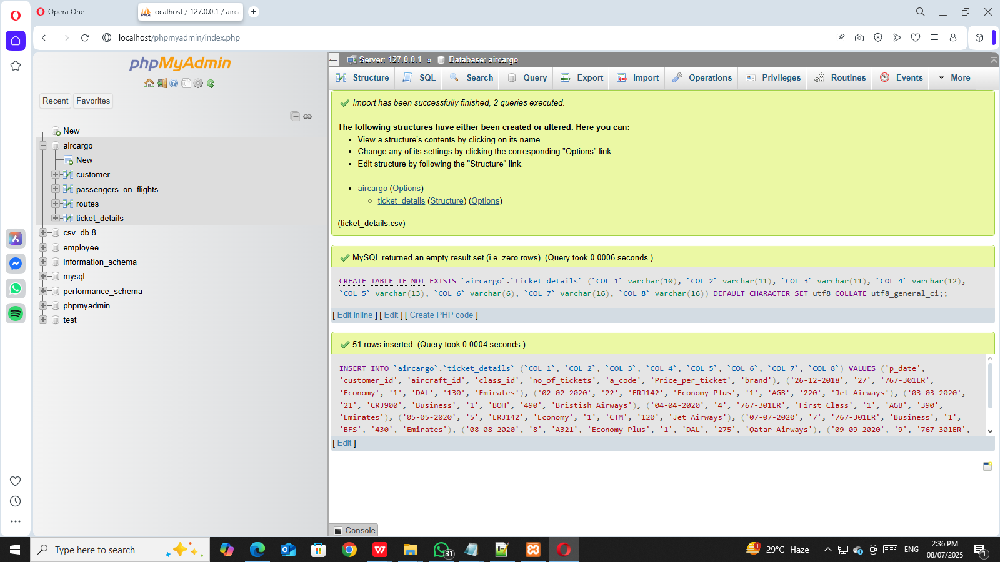 Opera One
localhost / 127.0.0.1 / airca
localhost/phpmyadmin/index.php
phpMyAdmin
Recent
Favorites
New
aircargo
New
customer
passengers_on_flights
routes
ticket_details
csv_db 8
employee
information_schema
mysql
performance_schema
phpmyadmin
test
Server: 127.0.0.1 » Database: aircargo
Structure SQL Search Query Export Import Operations Privileges Routines Events More
Import has been successfully finished, 2 queries executed.
The following structures have either been created or altered. Here you can:
• View a structure's contents by clicking on its name.
• Change any of its settings by clicking the corresponding "Options" link.
• Edit structure by following the "Structure" link.
• aircargo (Options)
ticket_details (Structure) (Options)
(ticket_details.csv)
MySQL returned an empty result set (i.e. zero rows). (Query took 0.0006 seconds.)
CREATE TABLE IF NOT EXISTS `aircargo`.`ticket_details` (`COL 1` varchar(10), `COL 2` varchar(11), `COL 3` varchar(11), `COL 4` varchar(12),
`COL 5` varchar(13), `COL 6` varchar(6), `COL 7` varchar(16), `COL 8` varchar(16)) DEFAULT CHARACTER SET utf8 COLLATE utf8_general_ci;;
[ Edit inline ] [ Edit ] [ Create PHP code ]
51 rows inserted. (Query took 0.0004 seconds.)
INSERT INTO `aircargo`.`ticket_details` (`COL 1`, `COL 2`, `COL 3`, `COL 4`, `COL 5`, `COL 6`, `COL 7`, `COL 8`) VALUES ('p_date',
'customer_id', 'aircraft_id', 'class_id', 'no_of_tickets', 'a_code', 'Price_per_ticket', 'brand'), ('26-12-2018', '27', '767-301ER',
'Economy', '1', 'DAL', '130', 'Emirates'), ('02-02-2020', '22', 'ERJ142', 'Economy Plus', '1', 'AGB', '220', 'Jet Airways'), ('03-03-2020',
'21', 'CRJ900', 'Business', '1', 'BOH', '490', 'Bristish Airways'), ('04-04-2020', '4', '767-301ER', 'First Class', '1', 'AGB', '390',
'Emirates'), ('05-05-2020', '5', 'ERJ142', 'Economy', '1', 'CTM', '120', 'Jet Airways'), ('07-07-2020', '7', '767-301ER', 'Business', '1',
'BFS', '430', 'Emirates'), ('08-08-2020', '8', 'A321', 'Economy Plus', '1', 'DAL', '275', 'Qatar Airways'), ('09-09-2020', '9', '767-301ER',
[ Edit ]
Console
Type here to search
31
1
29°C Haze
ENG
2:36 PM
08/07/2025
1